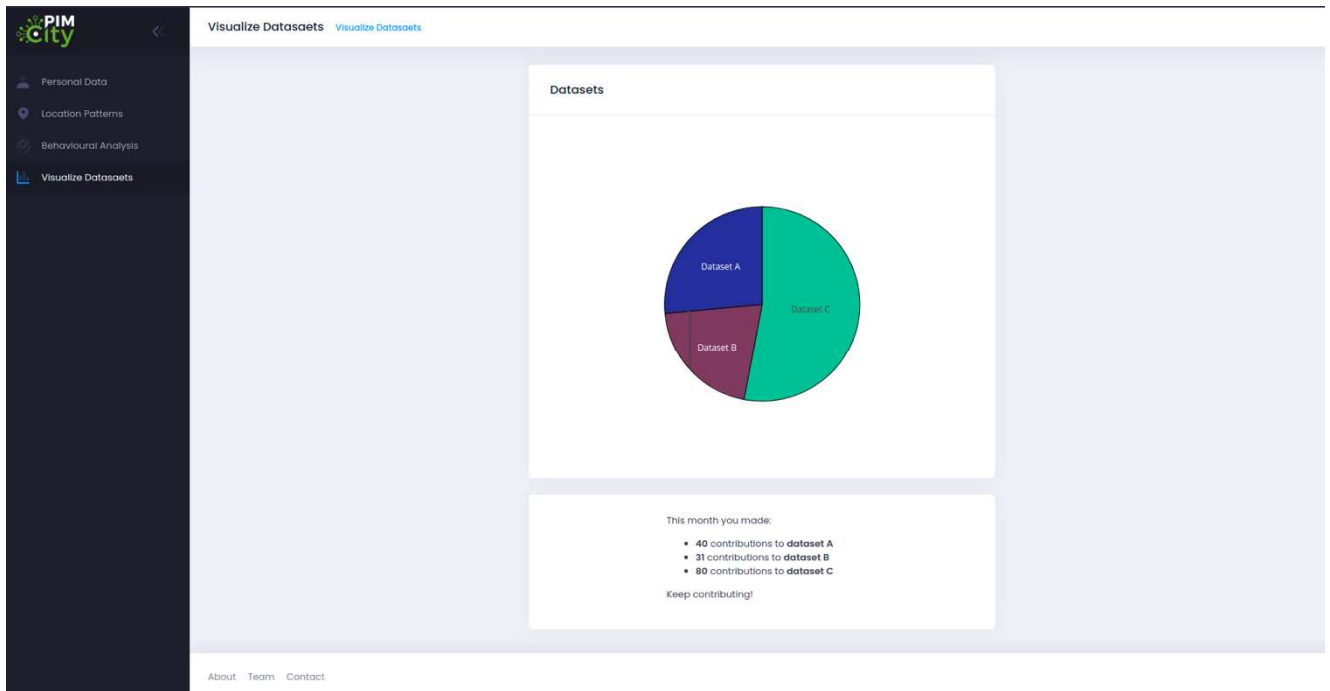 PIM
City
Visualize Datasaets Visualize Datasaets
Personal Data
Location Patterns
Behavioural Analysis
Visualize Datasaets
Datasets
Dataset A
Dataset C
Dataset B
This month you made:
• 40 contributions to dataset A
• 31 contributions to dataset B
• 80 contributions to dataset C
Keep contributing!
About Team Contact